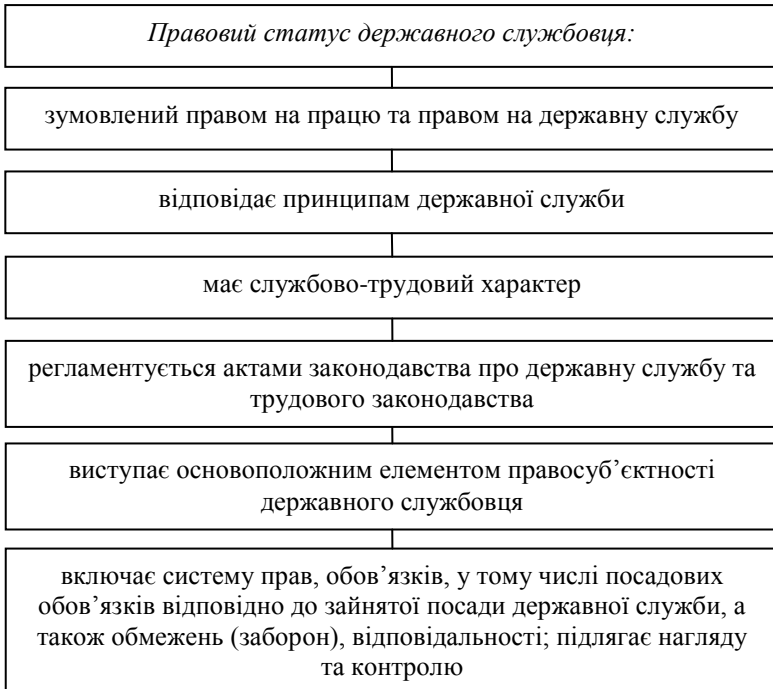 Правовий статус державного службовця:
зумовлений правом на працю та правом на державну службу
відповідає принципам державної служби
має службово-трудовий характер
регламентується актами законодавства про державну службу та
трудового законодавства
виступає основоположним елементом правосуб’єктності
державного службовця
включає систему прав, обов’язків, у тому числі посадових
обов’язків відповідно до зайнятої посади державної служби, а
також обмежень (заборон), відповідальності; підлягає нагляду
та контролю